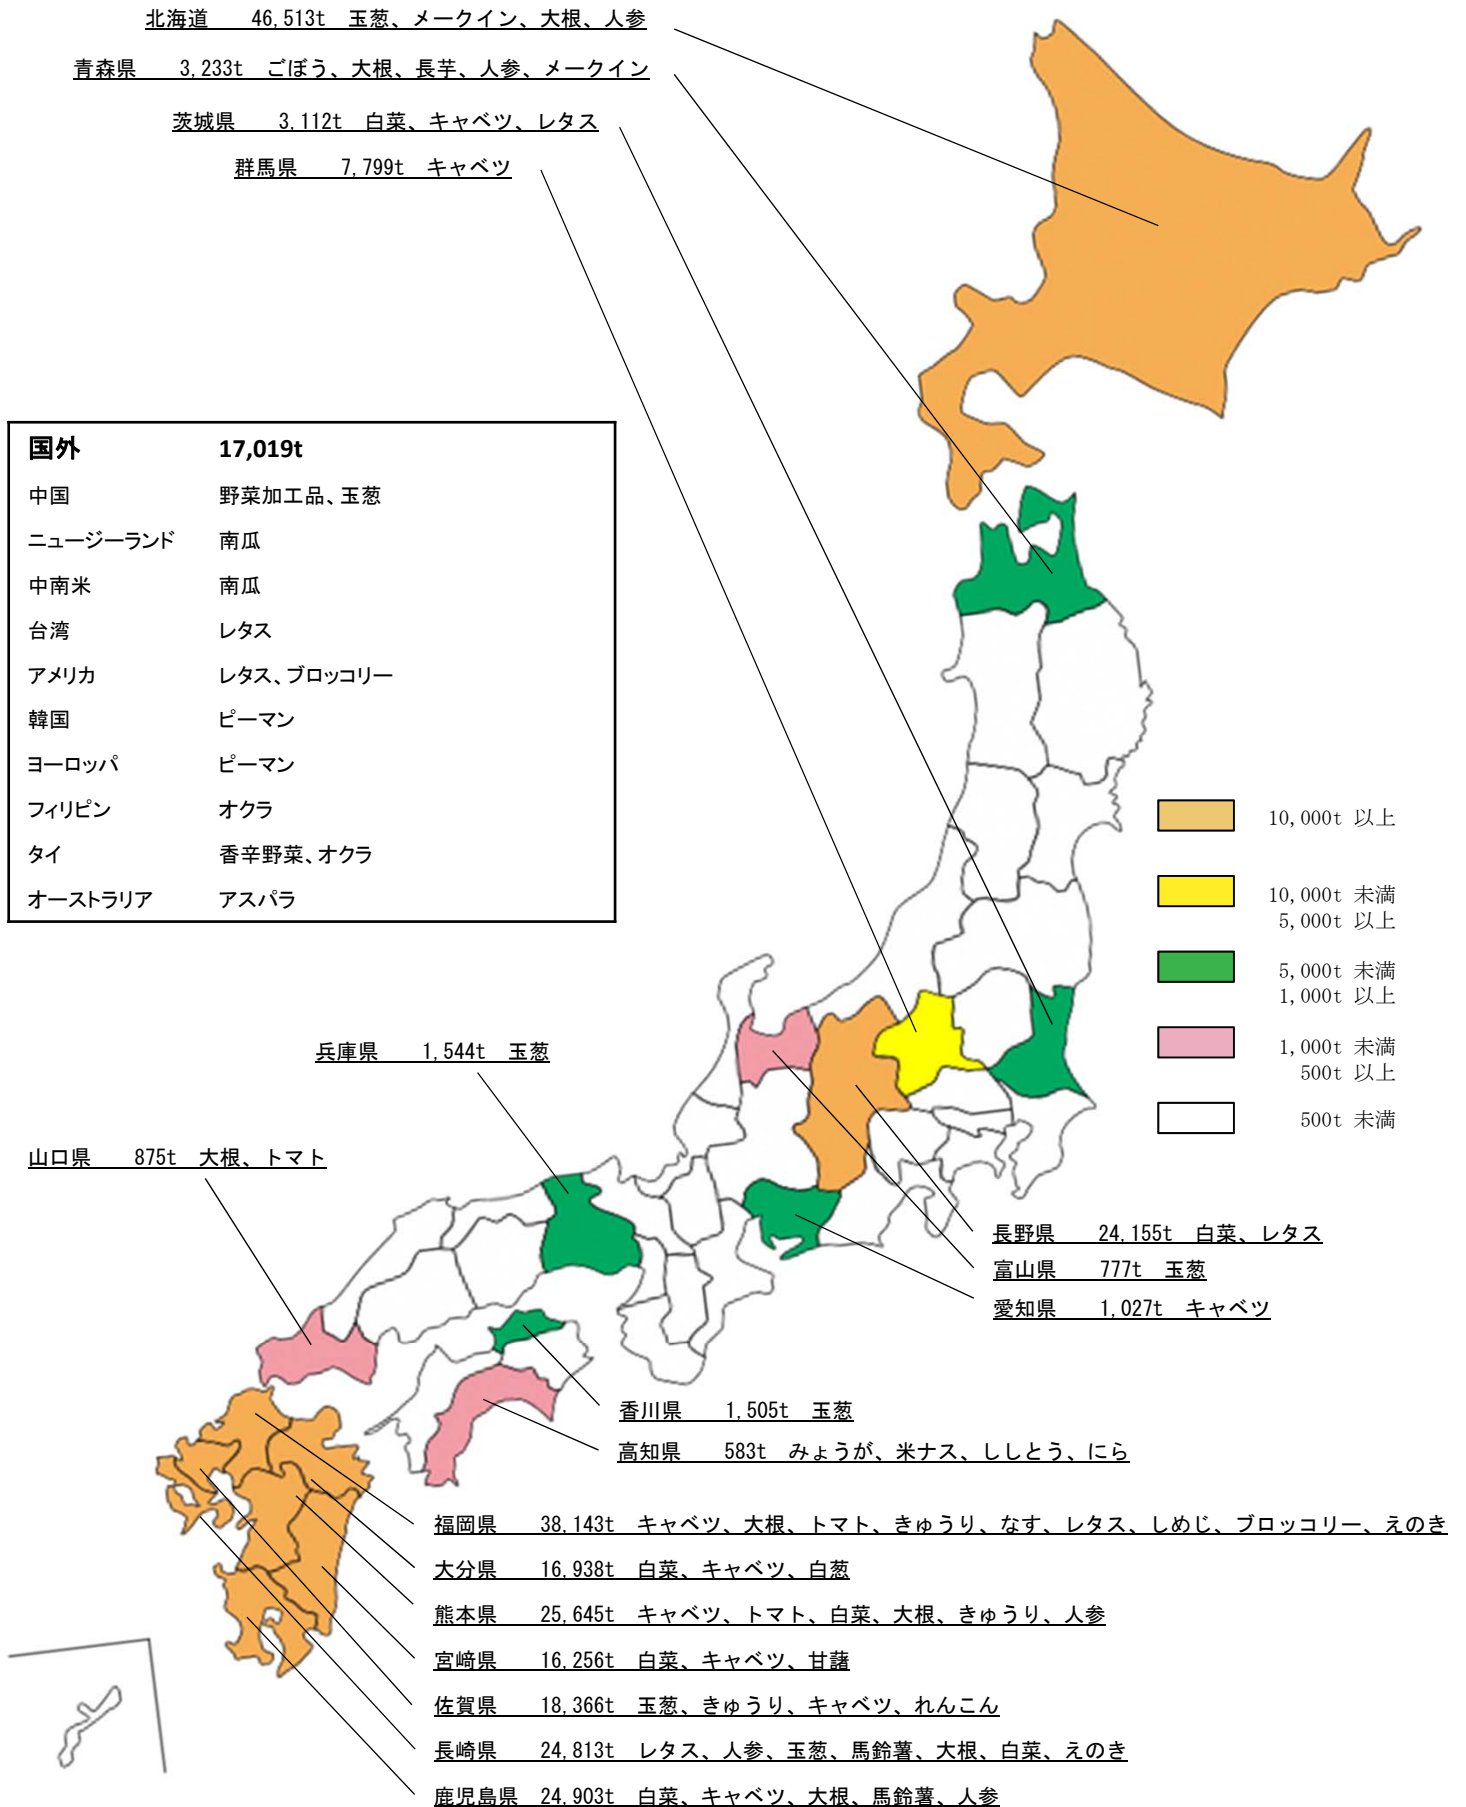 北海道　46,513t　玉葱、メークイン、大根、人参
青森県　3,233t　ごぼう、大根、長芋、人参、メークイン
茨城県　3,112t　白菜、キャベツ、レタス
群馬県　7,799t　キャベツ
国外　17,019t
中国　野菜加工品、玉葱
ニュージーランド　南瓜
中南米　南瓜
台湾　レタス
アメリカ　レタス、ブロッコリー
韓国　ピーマン
ヨーロッパ　ピーマン
フィリピン　オクラ
タイ　香辛野菜、オクラ
オーストラリア　アスパラ
10,000t 以上
10,000t 未満
5,000t 以上
5,000t 未満
1,000t 以上
1,000t 未満
500t 以上
500t 未満
兵庫県　1,544t　玉葱
山口県　875t　大根、トマト
長野県　24,155t　白菜、レタス
富山県　777t　玉葱
愛知県　1,027t　キャベツ
香川県　1,505t　玉葱
高知県　583t　みょうが、米ナス、ししとう、にら
福岡県　38,143t　キャベツ、大根、トマト、きゅうり、なす、レタス、しめじ、ブロッコリー、えのき
大分県　16,938t　白菜、キャベツ、白葱
熊本県　25,645t　キャベツ、トマト、白菜、大根、きゅうり、人参
宮﨑県　16,256t　白菜、キャベツ、甘藷
佐賀県　18,366t　玉葱、きゅうり、キャベツ、れんこん
長崎県　24,813t　レタス、人参、玉葱、馬鈴薯、大根、白菜、えのき
鹿児島県　24,903t　白菜、キャベツ、大根、馬鈴薯、人参